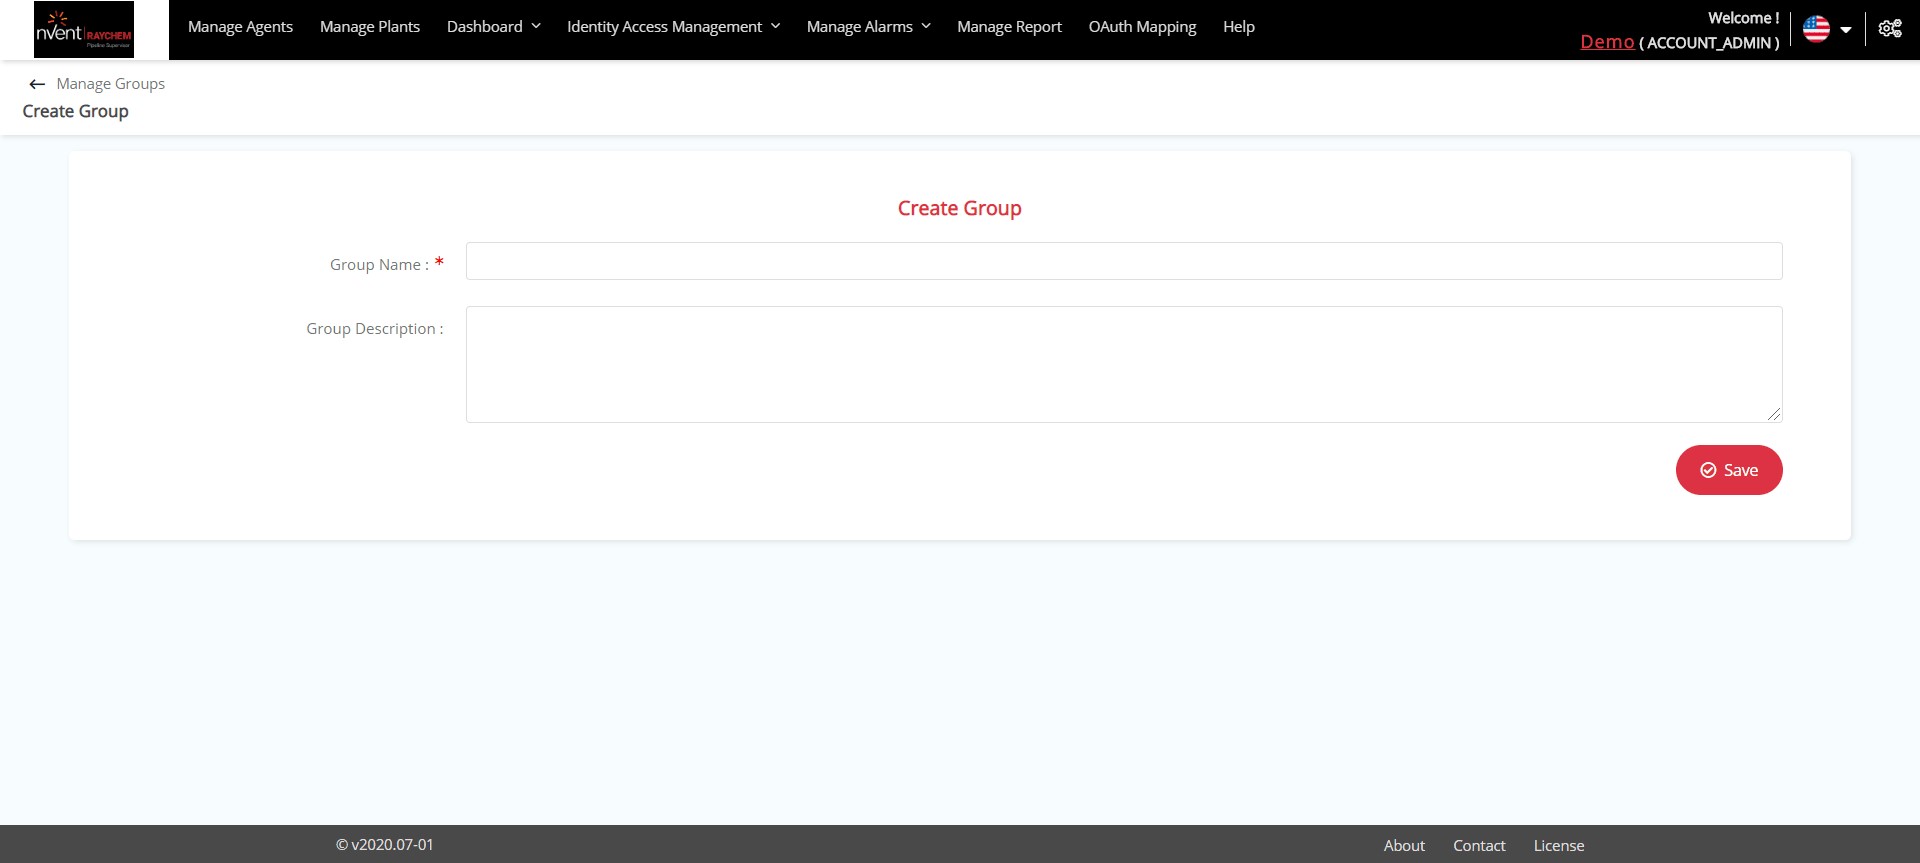 nvent RAYCHEM
Pipeline Supervisor
Manage Agents Manage Plants Dashboard Identity Access Management Manage Alarms Manage Report OAuth Mapping Help
Welcome !
Demo ( ACCOUNT_ADMIN )
Manage Groups
Create Group
Create Group
Group Name : *
Group Description :
Save
© v2020.07-01
About Contact License